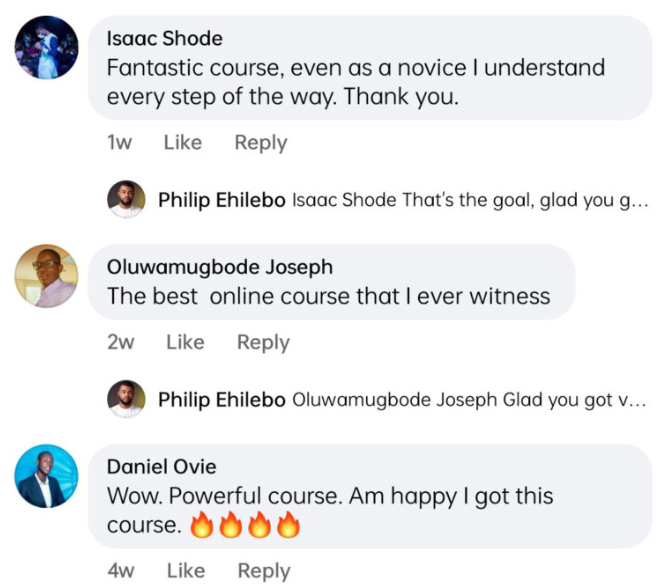 Isaac Shode
Fantastic course, even as a novice I understand
every step of the way. Thank you.
1w Like Reply
Philip Ehilebo Isaac Shode That's the goal, glad you g...
Oluwamugbode Joseph
The best online course that I ever witness
2w Like Reply
Philip Ehilebo Oluwamugbode Joseph Glad you got v...
Daniel Ovie
Wow. Powerful course. Am happy I got this
course. 🔥🔥🔥🔥
4w Like Reply